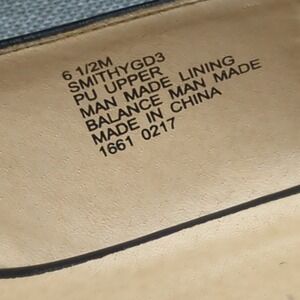 6 1/2M
SMITHYGD3
PU UPPER
MAN MADE LINING
BALANCE MAN MADE
MADE IN CHINA
1661 0217